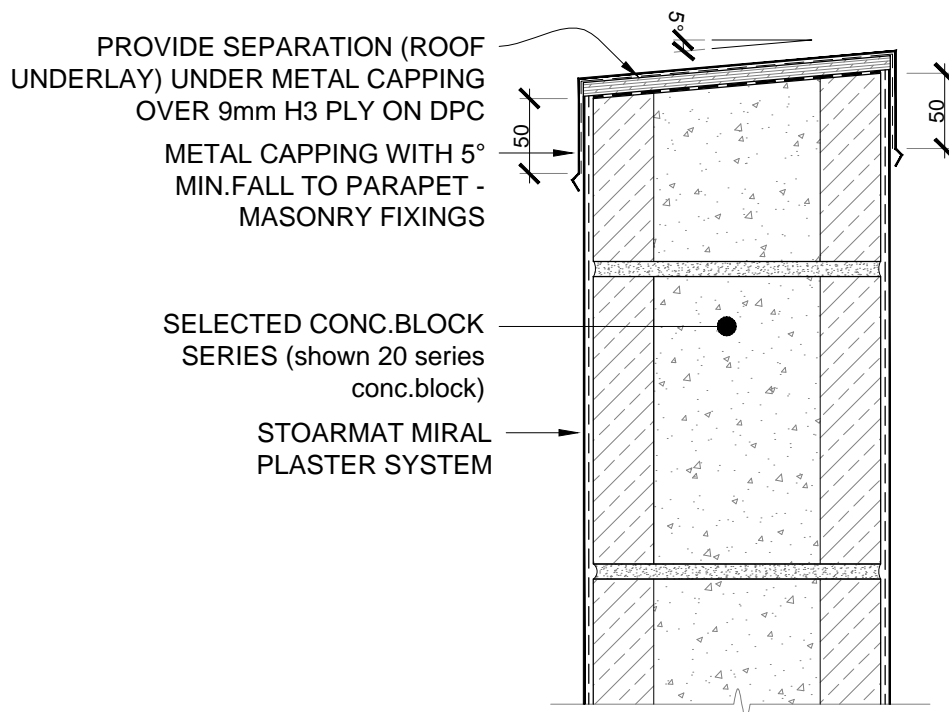 5°
PROVIDE SEPARATION (ROOF
UNDERLAY) UNDER METAL CAPPING
OVER 9mm H3 PLY ON DPC
50
50
METAL CAPPING WITH 5°
MIN.FALL TO PARAPET -
MASONRY FIXINGS
SELECTED CONC.BLOCK
SERIES (shown 20 series
conc.block)
STOARMAT MIRAL
PLASTER SYSTEM